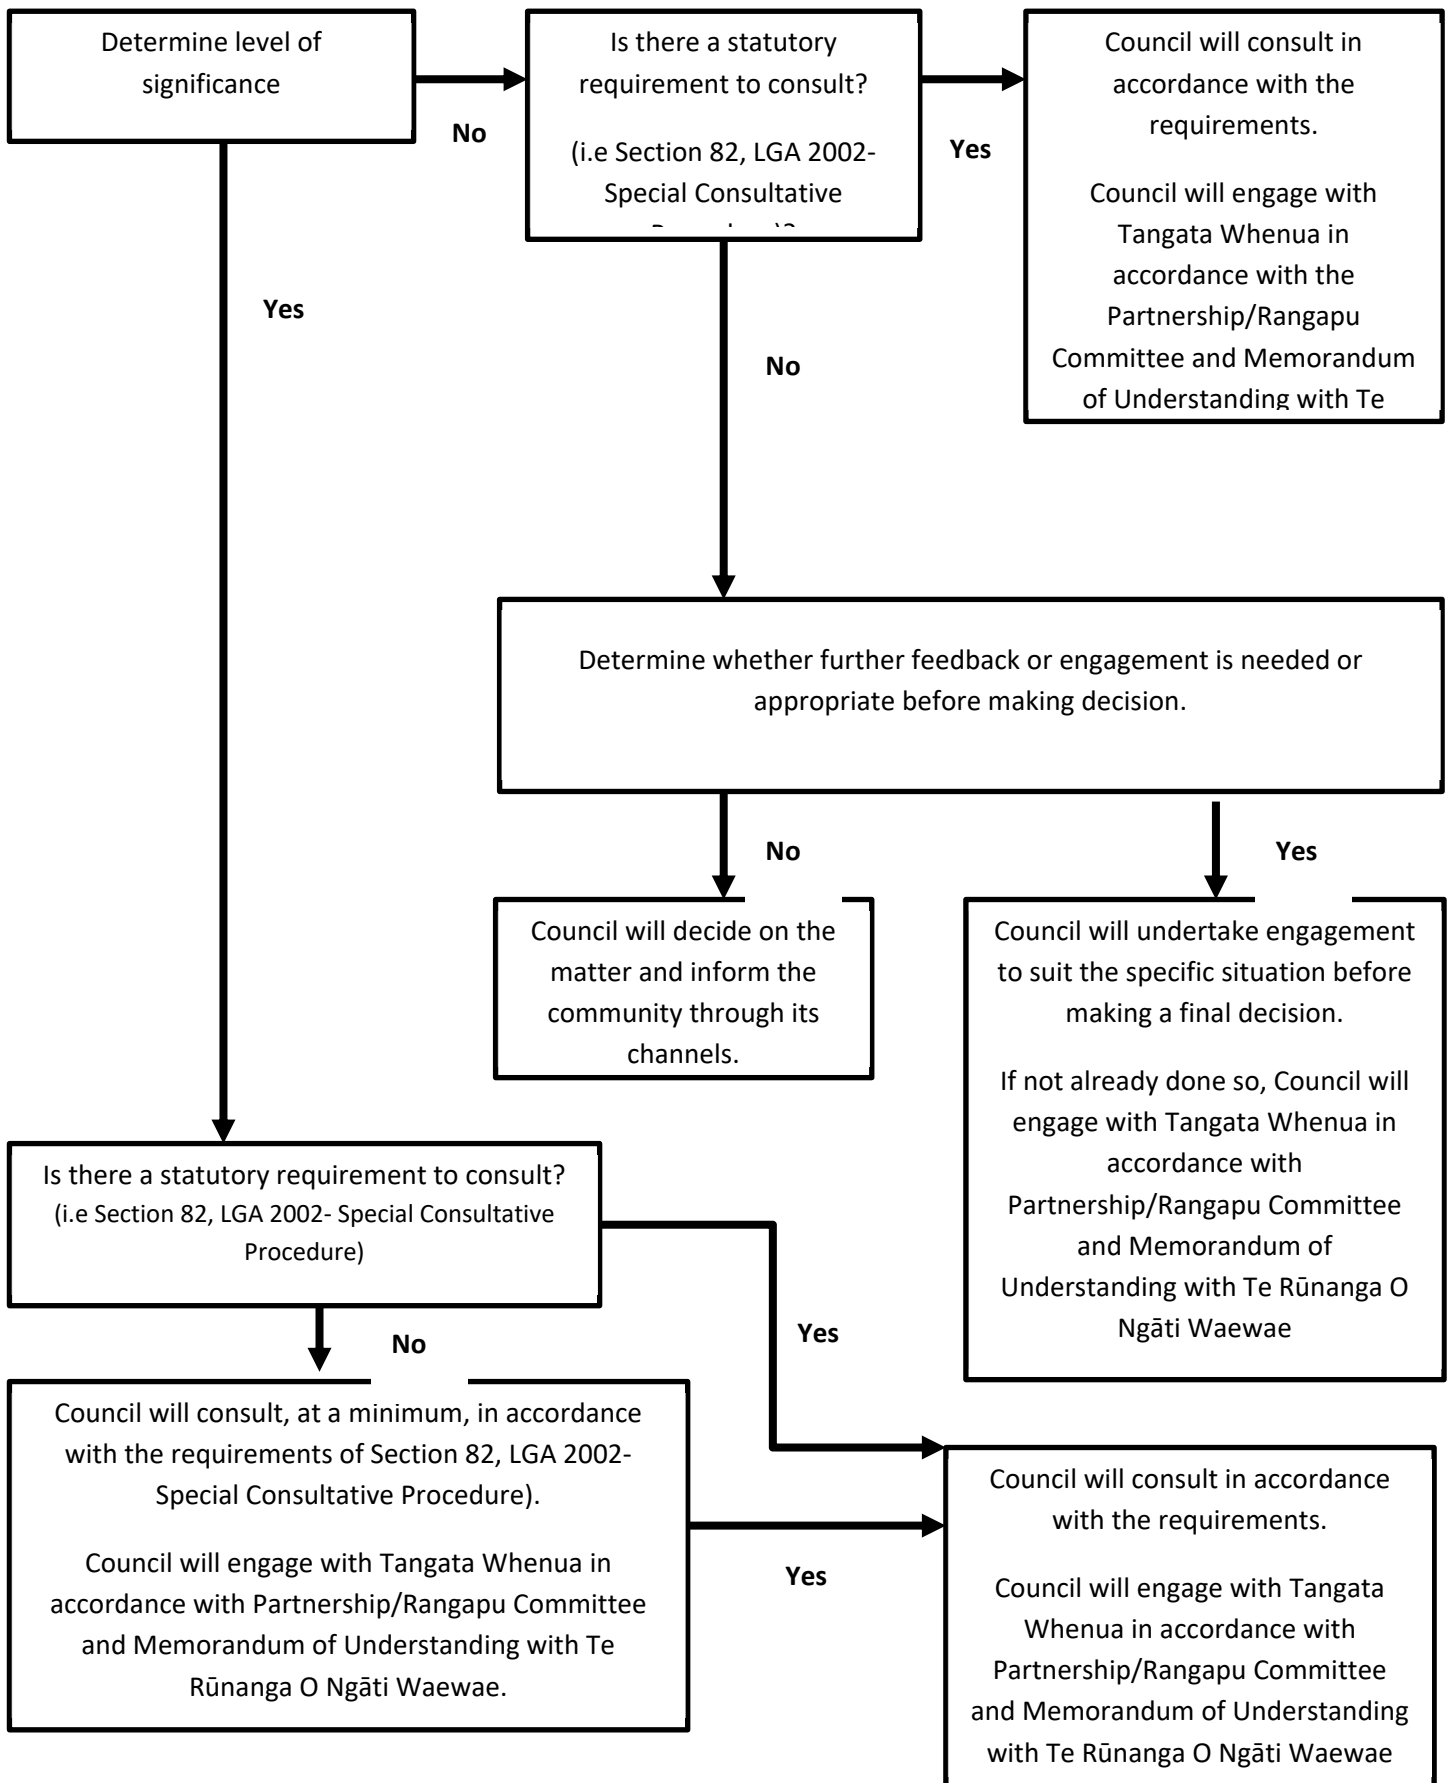 Determine level of
significance
No
Is there a statutory
requirement to consult?
(i.e Section 82, LGA 2002-
Special Consultative
Yes
Council will consult in
accordance with the
requirements.
Council will engage with
Tangata Whenua in
accordance with the
Partnership/Rangapu
Committee and Memorandum
of Understanding with Te
Yes
No
Determine whether further feedback or engagement is needed or
appropriate before making decision.
No
Yes
Council will decide on the
matter and inform the
community through its
channels.
Council will undertake engagement
to suit the specific situation before
making a final decision.
If not already done so, Council will
engage with Tangata Whenua in
accordance with
Partnership/Rangapu Committee
and Memorandum of
Understanding with Te Rūnanga O
Ngāti Waewae
Is there a statutory requirement to consult?
(i.e Section 82, LGA 2002- Special Consultative
Procedure)
No
Yes
Council will consult, at a minimum, in accordance
with the requirements of Section 82, LGA 2002-
Special Consultative Procedure).
Council will engage with Tangata Whenua in
accordance with Partnership/Rangapu Committee
and Memorandum of Understanding with Te
Rūnanga O Ngāti Waewae.
Yes
Council will consult in accordance
with the requirements.
Council will engage with Tangata
Whenua in accordance with
Partnership/Rangapu Committee
and Memorandum of Understanding
with Te Rūnanga O Ngāti Waewae